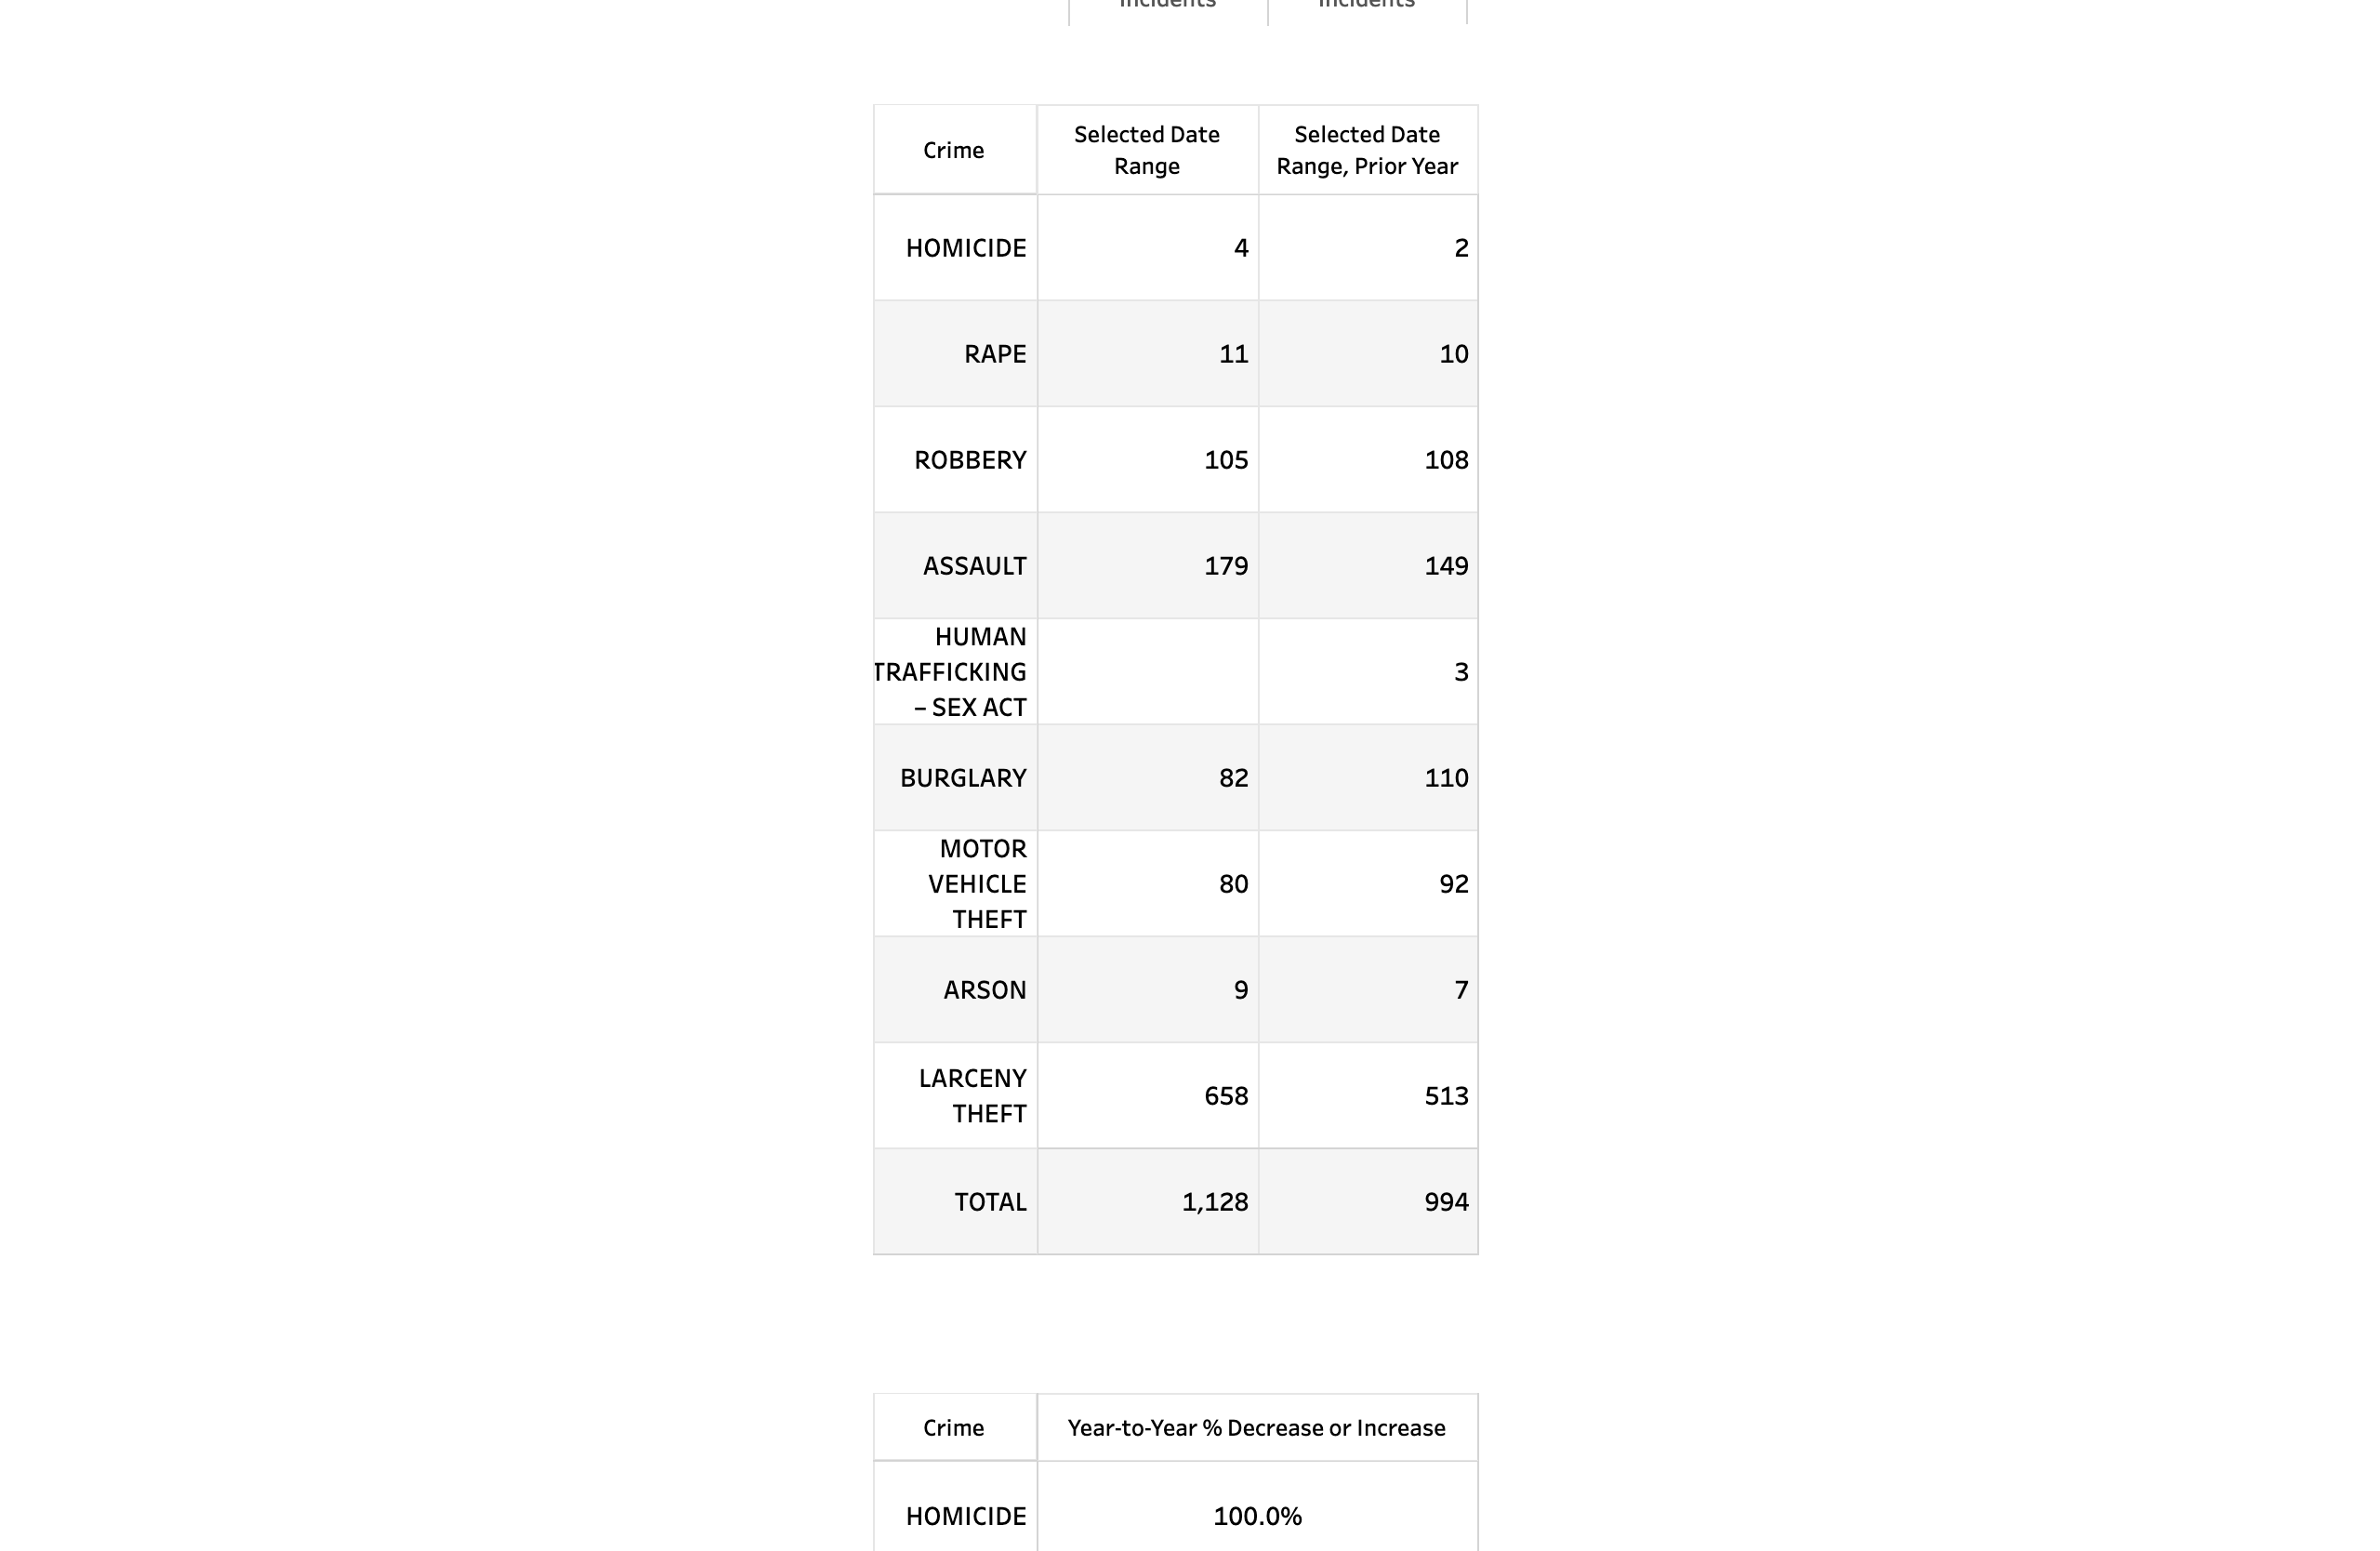 Incidents Incidents
Crime
Selected Date
Range
Selected Date
Range, Prior Year
HOMICIDE 4 2
RAPE 11 10
ROBBERY 105 108
ASSAULT 179 149
HUMAN
TRAFFICKING
– SEX ACT
3
BURGLARY 82 110
MOTOR
VEHICLE
THEFT
80 92
ARSON 9 7
LARCENY
THEFT
658 513
TOTAL 1,128 994
Crime Year-to-Year % Decrease or Increase
HOMICIDE 100.0%